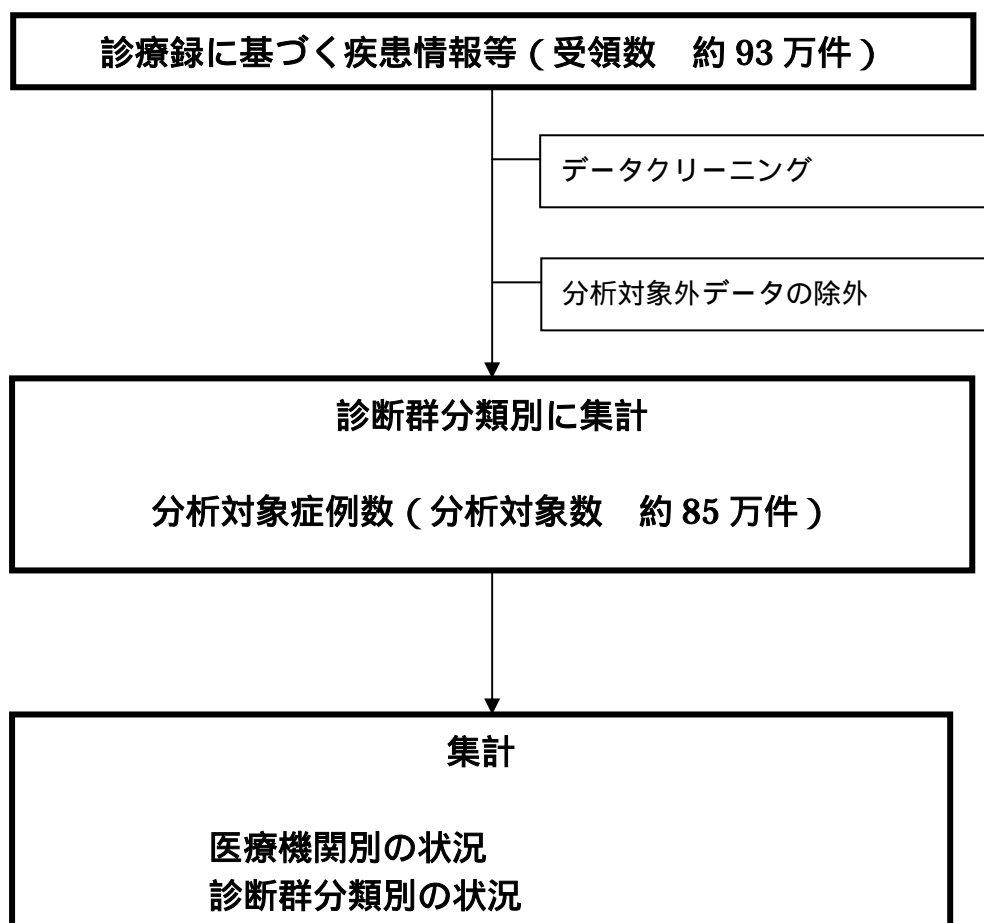 診療録に基づく疾患情報等（受領数　約 93 万件）
データクリーニング
分析対象外データの除外
診断群分類別に集計
分析対象症例数（分析対象数　約 85 万件）
集計
医療機関別の状況
診断群分類別の状況